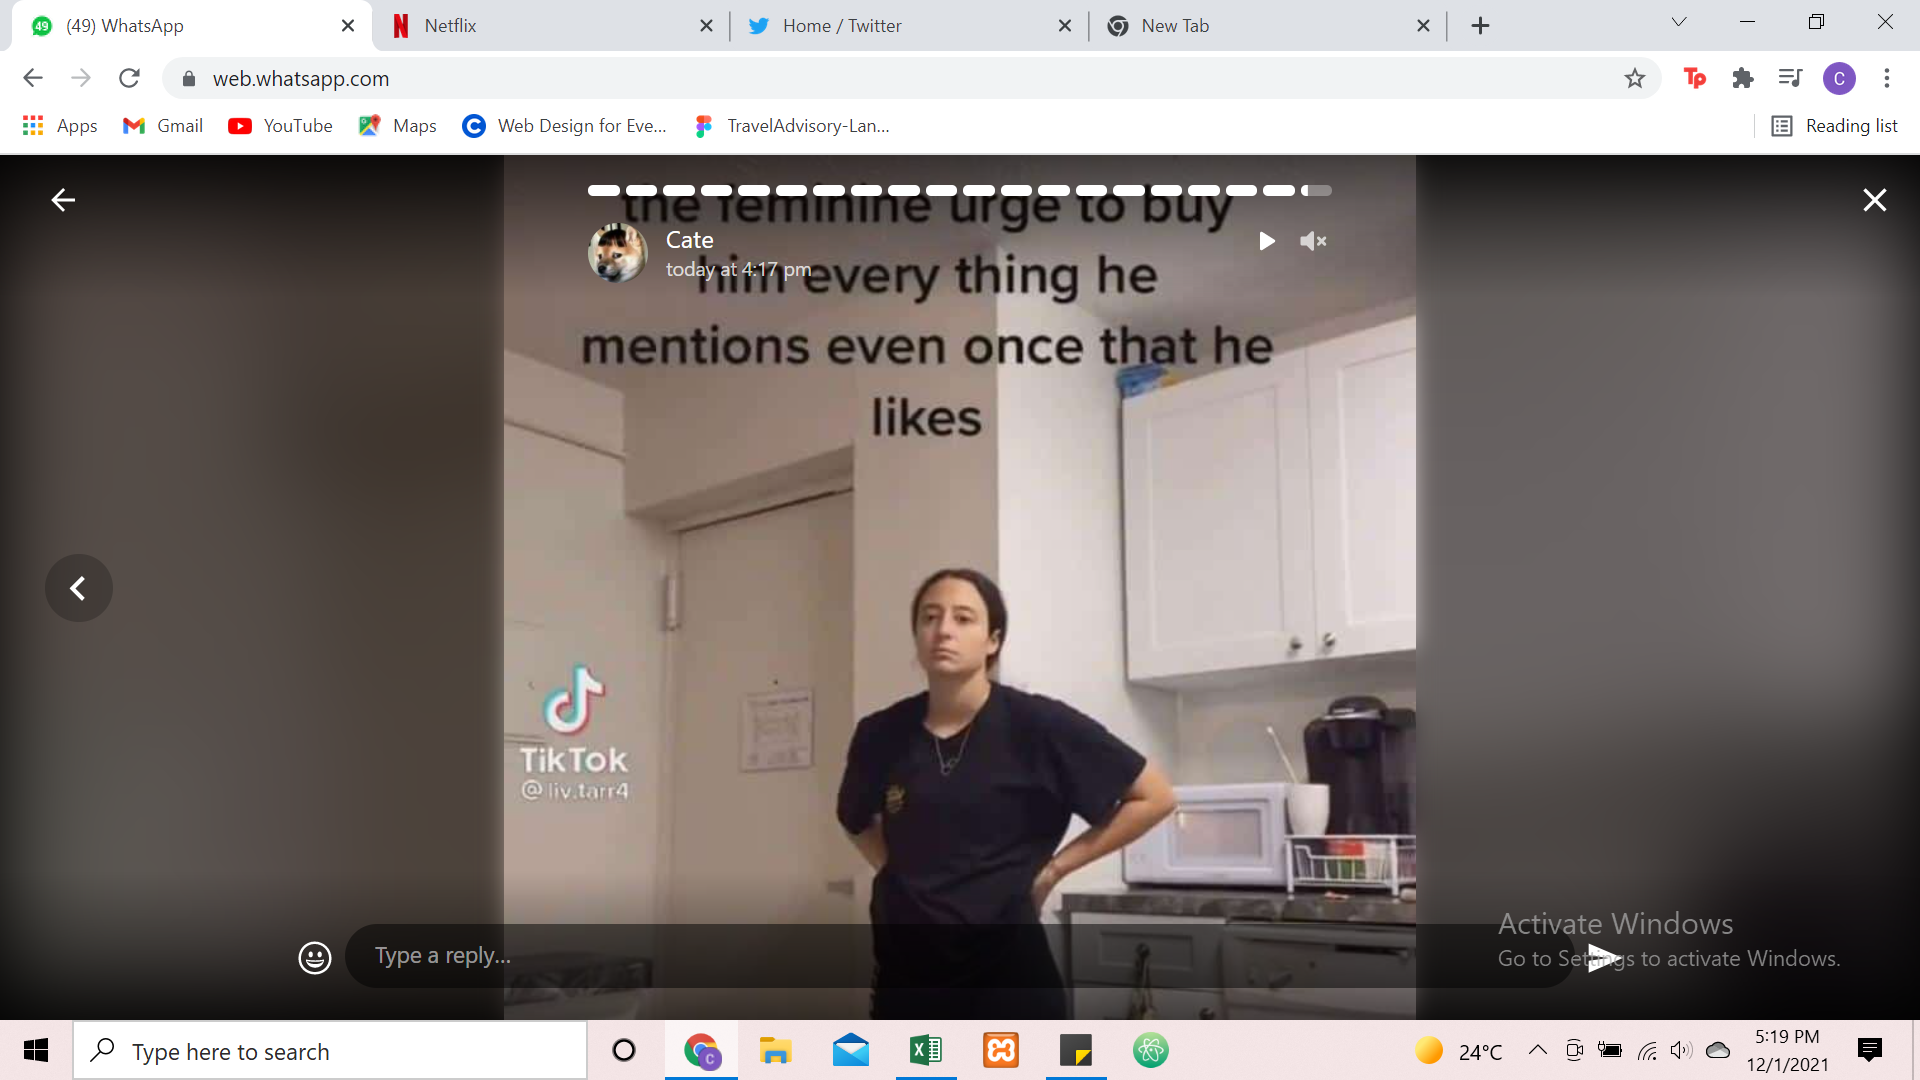 (49) WhatsApp
Netflix
Home / Twitter
New Tab
web.whatsapp.com
Apps
Gmail
YouTube
Maps
Web Design for Eve...
TravelAdvisory-Lan...
Reading list
the feminine urge to buy
him every thing he
mentions even once that he
likes
Cate
today at 4:17 pm
TikTok
@liv.tarr4
Type a reply...
Activate Windows
Go to Settings to activate Windows.
Type here to search
24°C
5:19 PM
12/1/2021